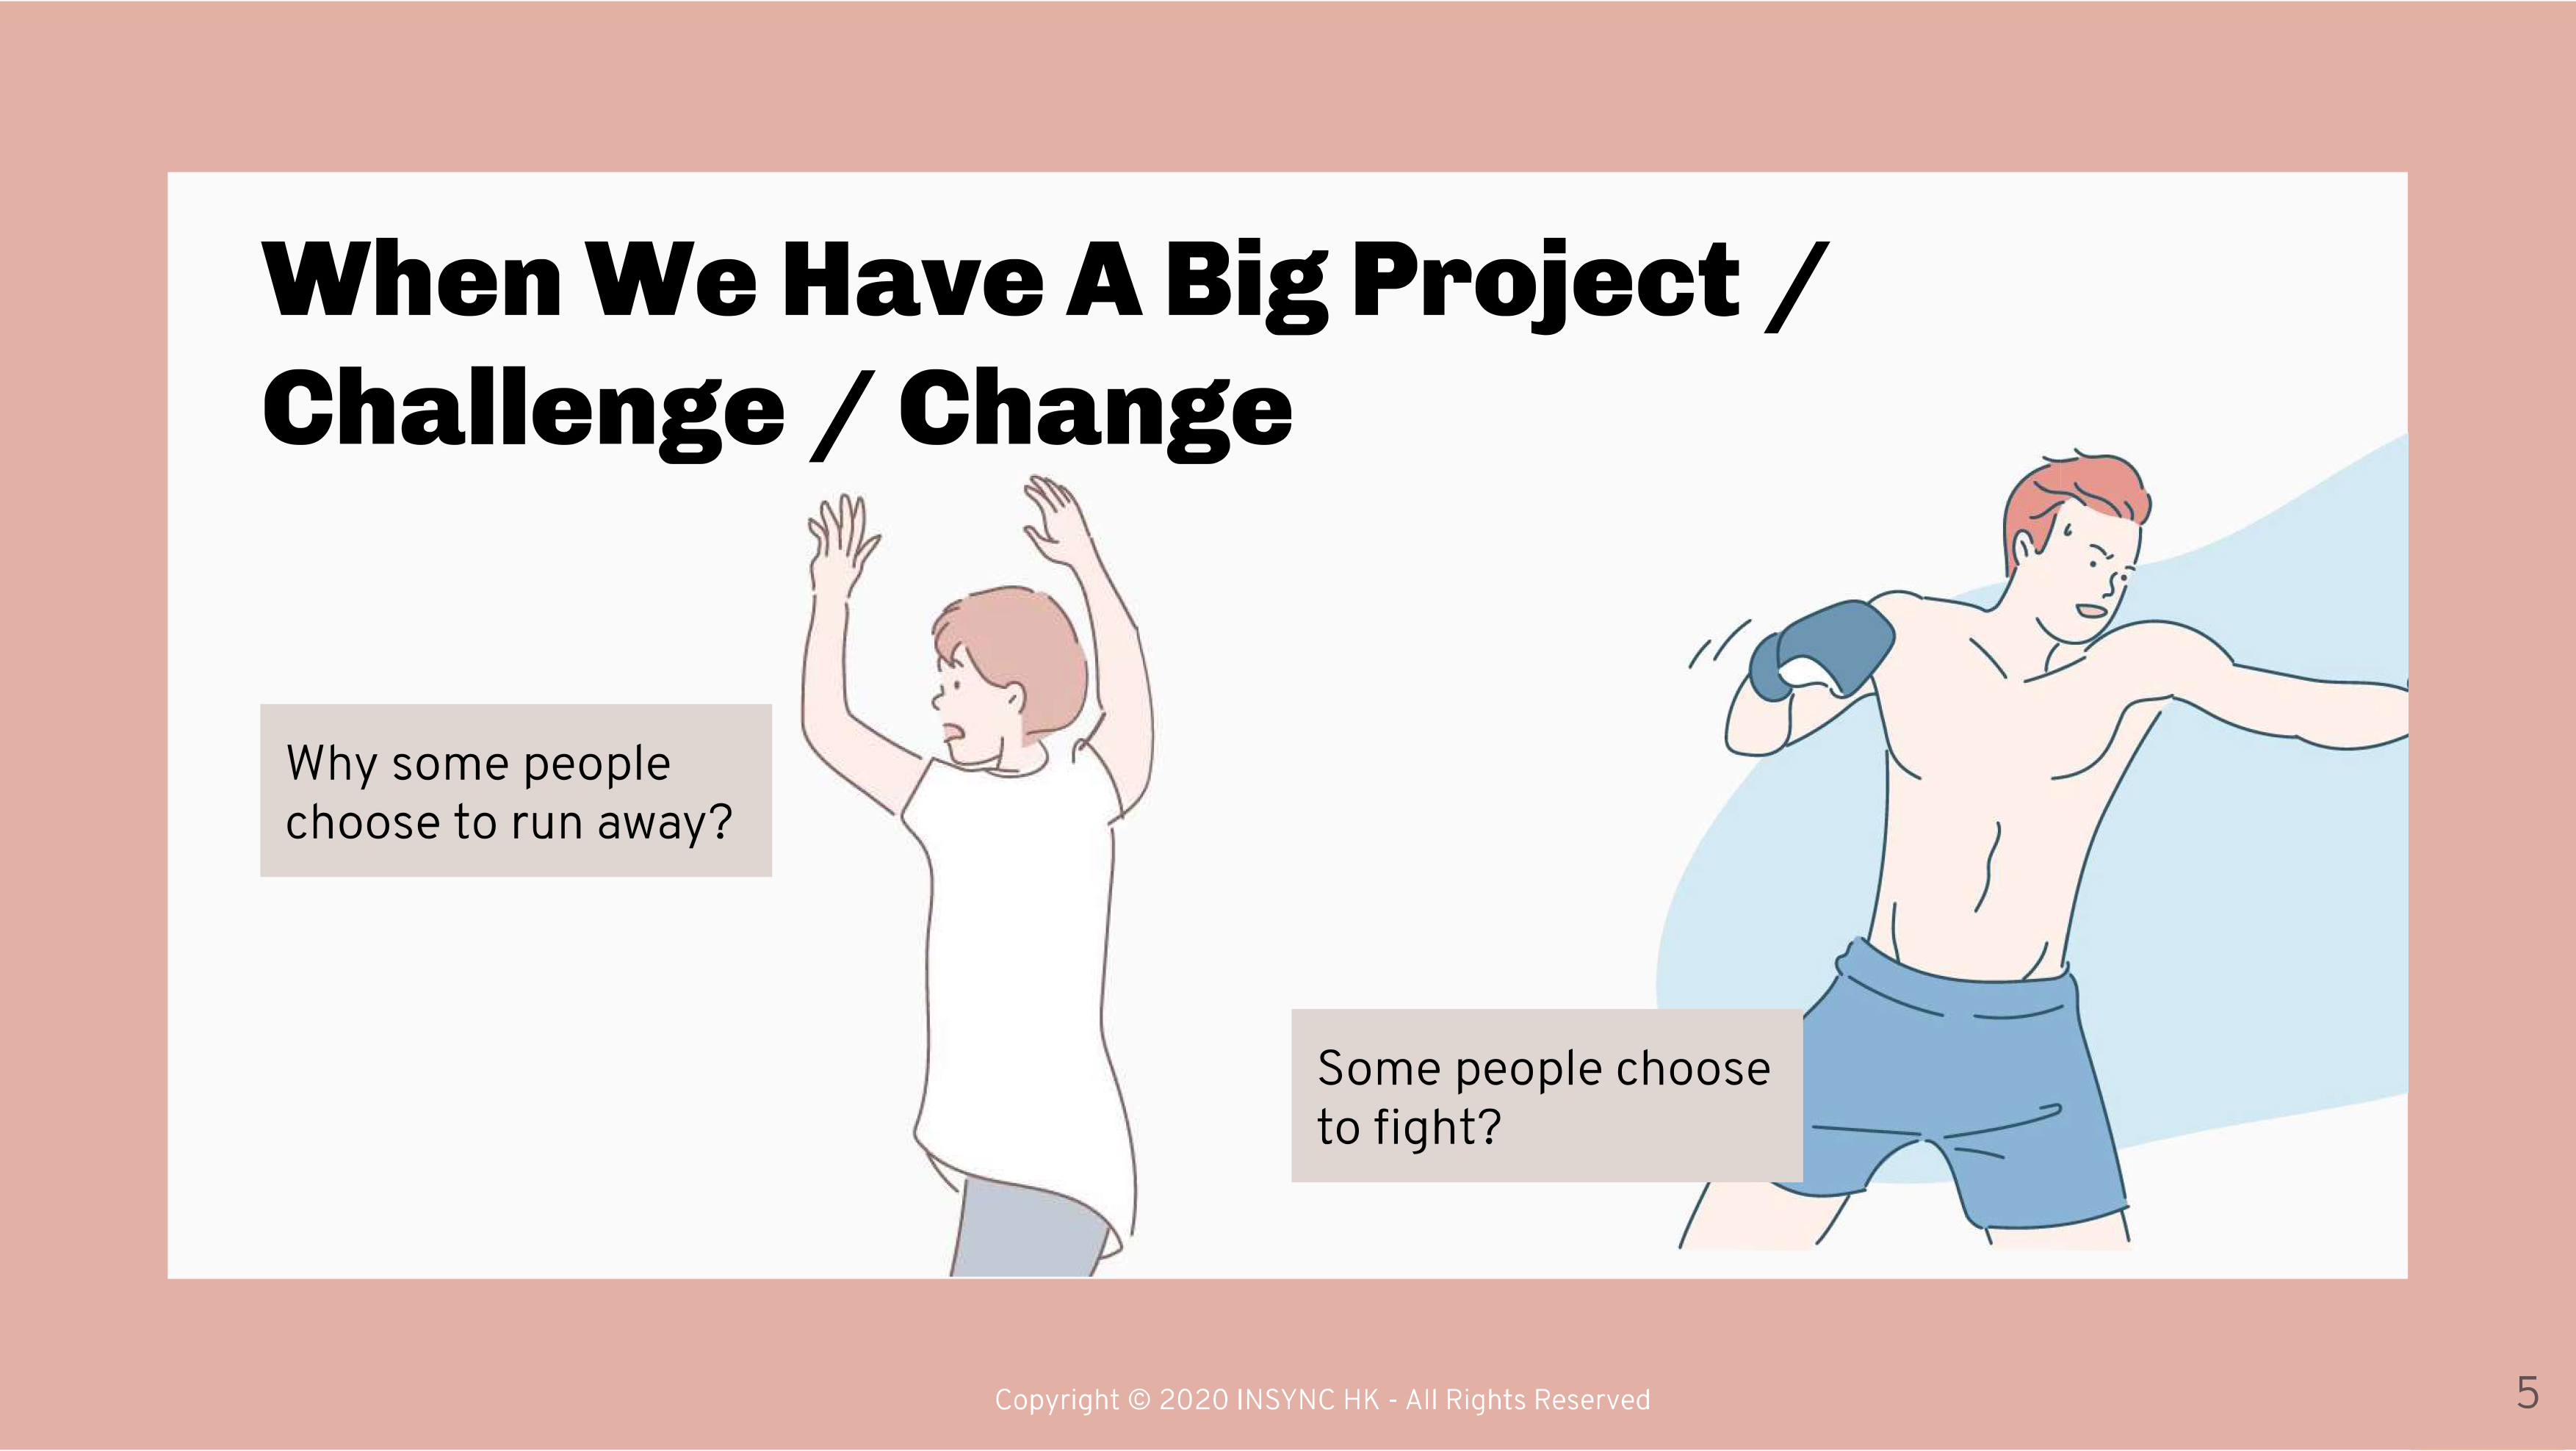 When We Have A Big Project /
Challenge / Change
Why some people
choose to run away?
Some people choose
to fight?
Copyright © 2020 INSYNC HK - All Rights Reserved
5